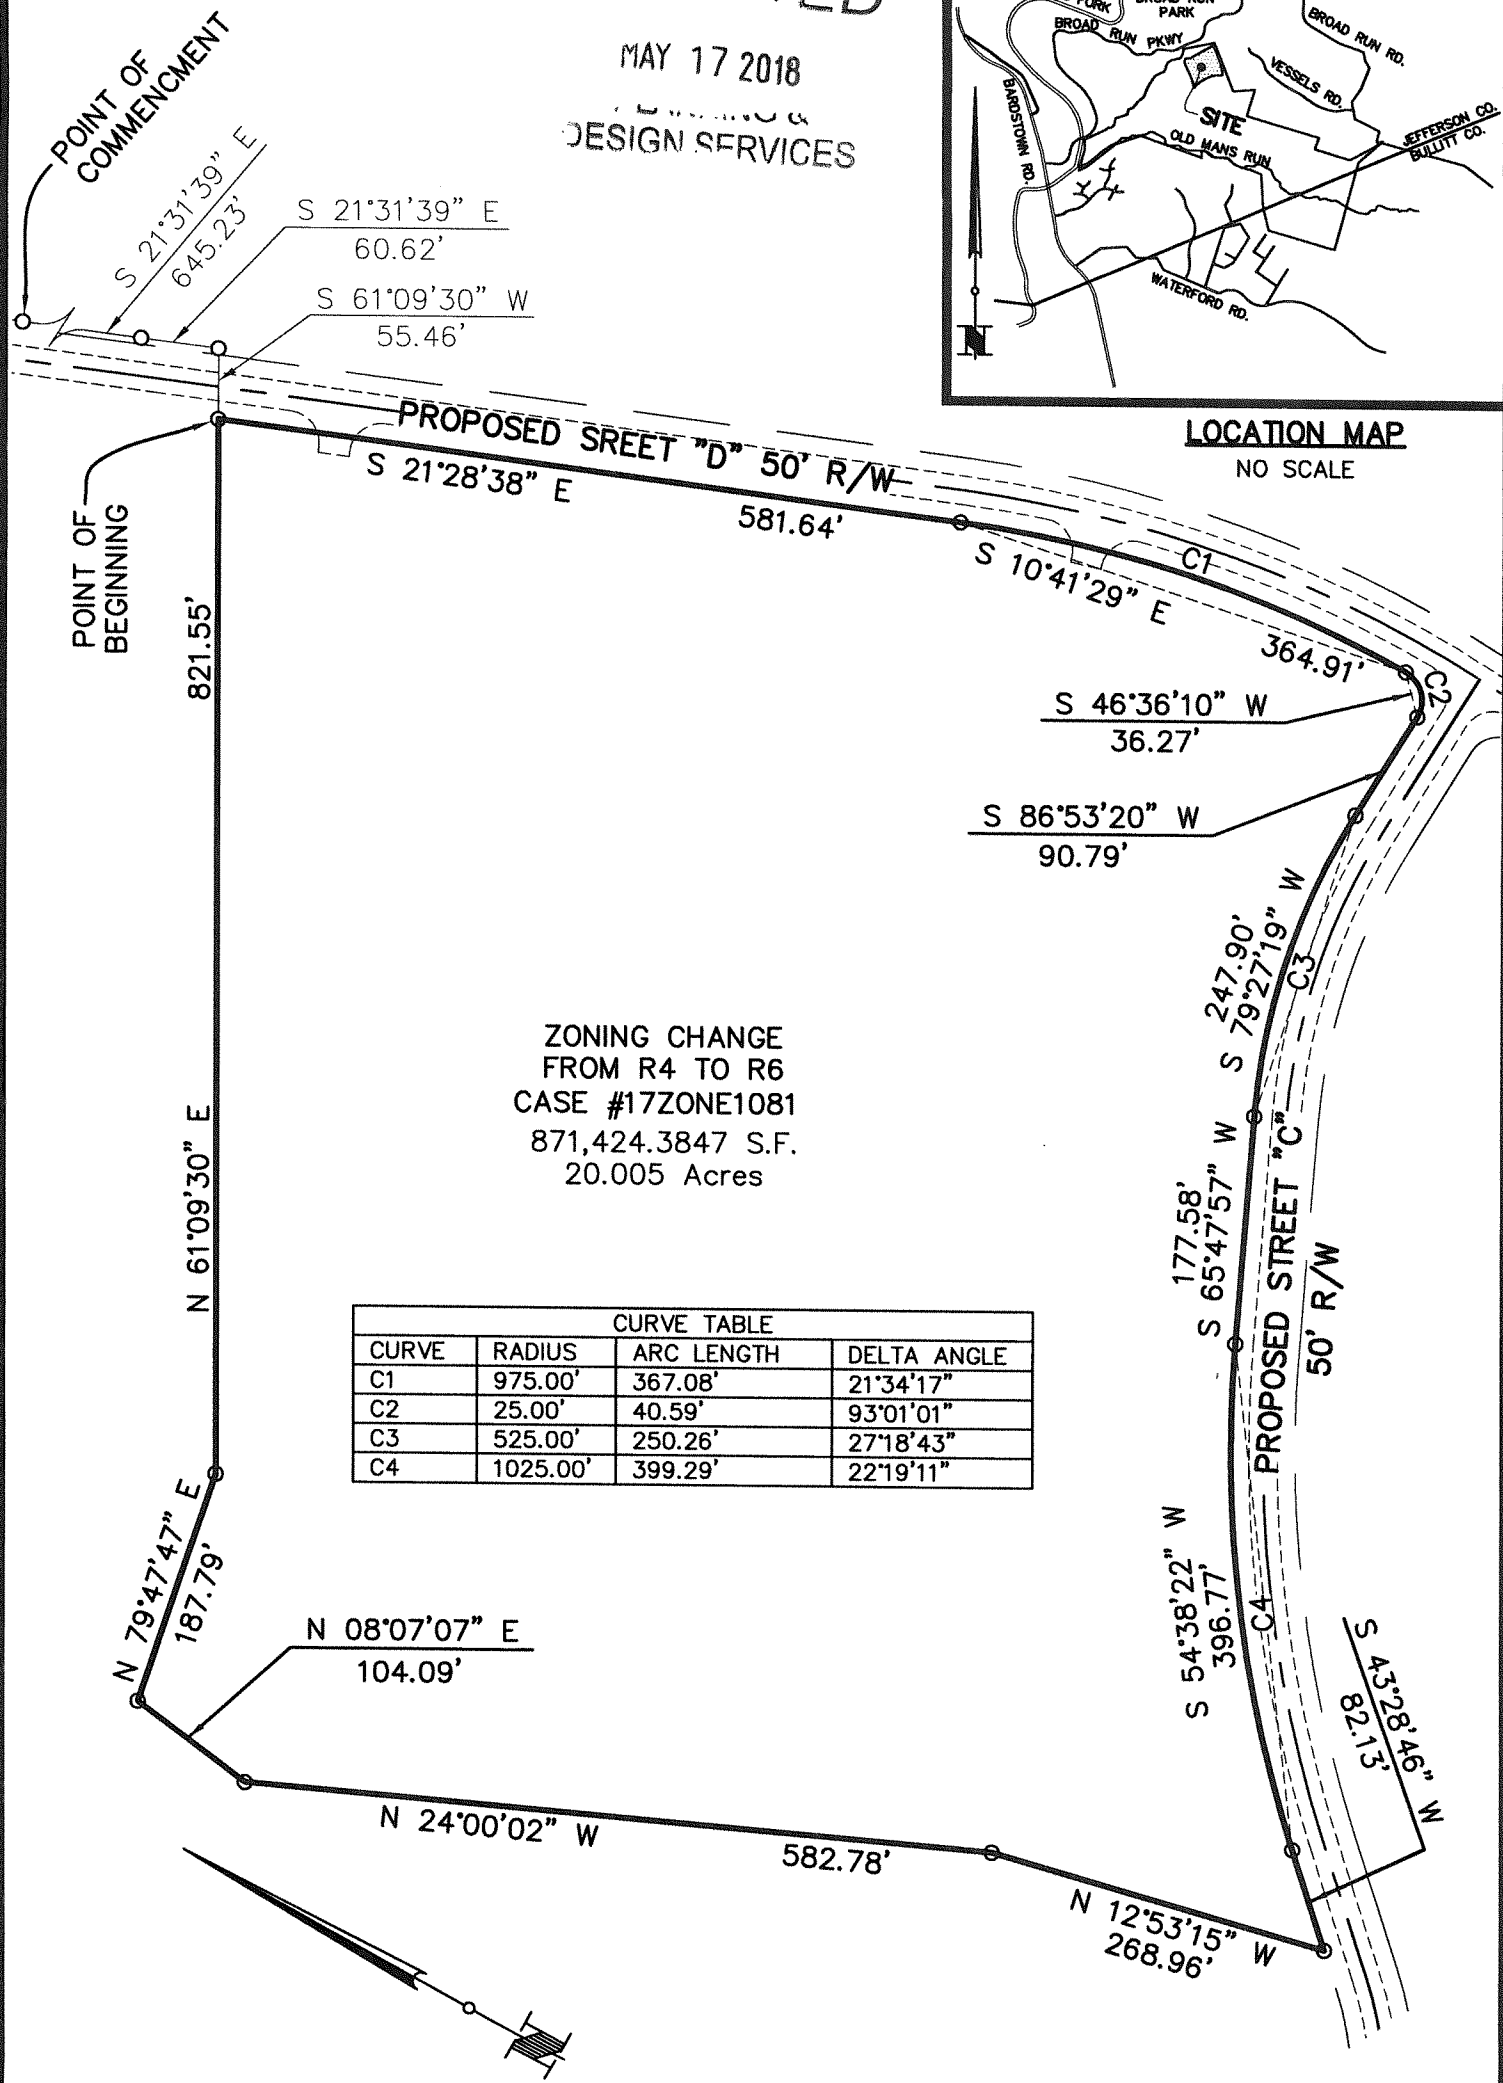 MAY 17 2018
DESIGN SERVICES
POINT OF
COMMENCMENT
S 21°31'39" E
645.23'
S 21°31'39" E
60.62'
S 61°09'30" W
55.46'
PARK
BROAD RUN PKWY
BROAD RUN RD.
VESSELS RD.
BARDSTOWN RD.
SITE
OLD MANS RUN
JEFFERSON CO.
BULLITT CO.
WATERFORD RD.
N
LOCATION MAP
NO SCALE
PROPOSED SREET "D" 50' R/W
S 21°28'38" E
581.64'
POINT OF
BEGINNING
C1
S 10°41'29" E
364.91'
C2
S 46°36'10" W
36.27'
S 86°53'20" W
90.79'
821.55'
N 61°09'30" E
247.90'
S 79°27'19" W
C3
ZONING CHANGE
FROM R4 TO R6
CASE #17ZONE1081
871,424.3847 S.F.
20.005 Acres
177.58'
S 65°47'57" W
PROPOSED STREET "C"
50' R/W
CURVE TABLE
CURVE RADIUS ARC LENGTH DELTA ANGLE
C1 975.00' 367.08' 21°34'17"
C2 25.00' 40.59' 93°01'01"
C3 525.00' 250.26' 27°18'43"
C4 1025.00' 399.29' 22°19'11"
N 79°47'47" E
187.79'
S 54°38'22" W
396.77'
C4
N 08°07'07" E
104.09'
S 43°28'46" W
82.13'
N 24°00'02" W
582.78'
N 12°53'15" W
268.96'
N